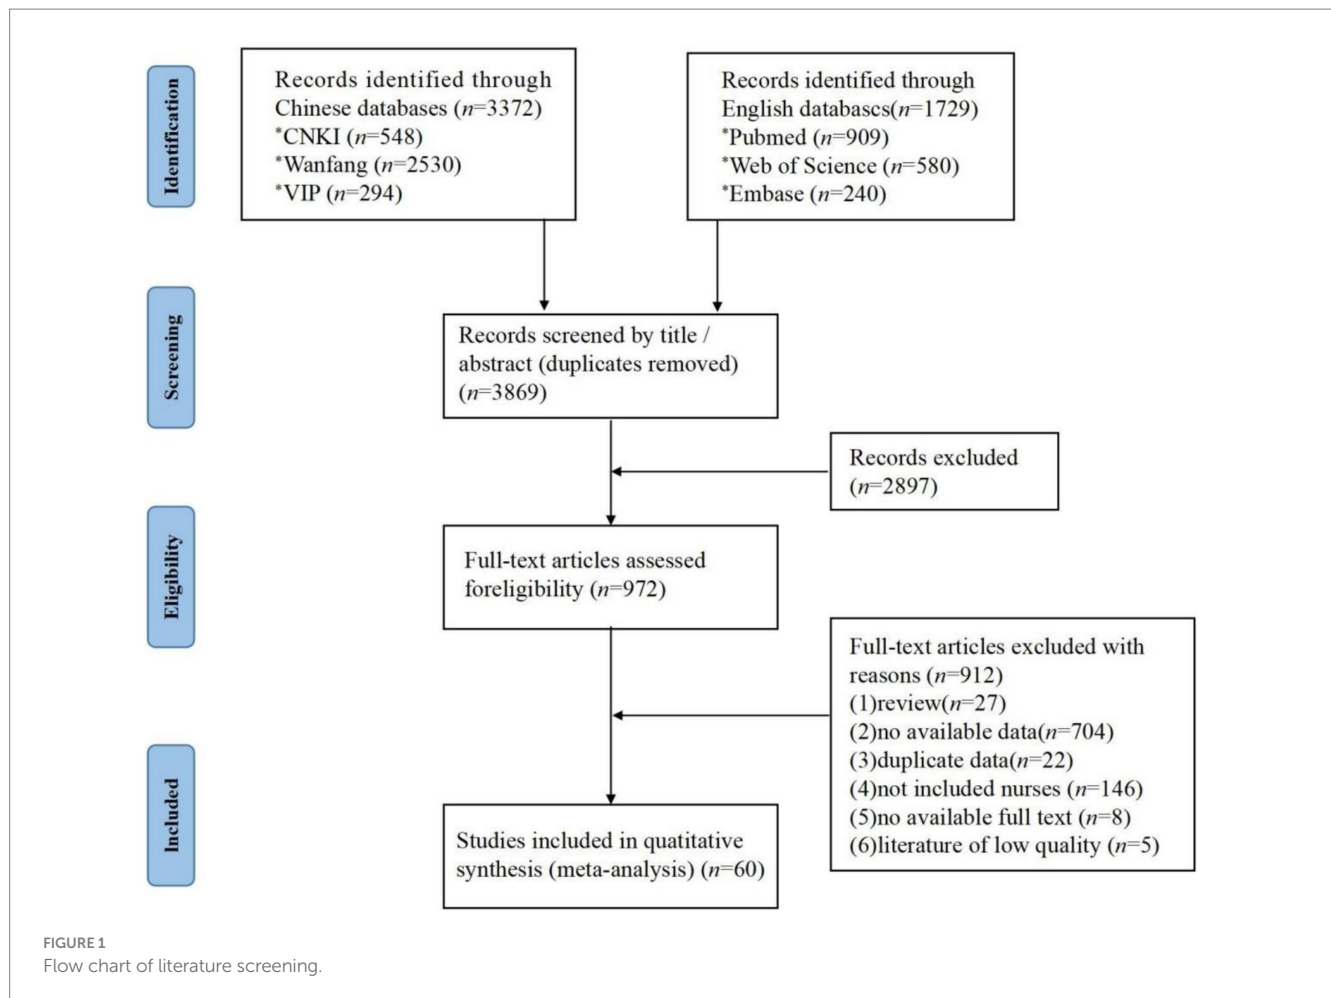 Identification
Records identified through
Chinese databases (n=3372)
*CNKI (n=548)
*Wanfang (n=2530)
*VIP (n=294)
Records identified through
English databascs(n=1729)
*Pubmed (n=909)
*Web of Science (n=580)
*Embase (n=240)
Screening
Records screened by title /
abstract (duplicates removed)
(n=3869)
Records excluded
(n=2897)
Eligibility
Full-text articles assessed
foreligibility (n=972)
Full-text articles excluded with
reasons (n=912)
(1)review(n=27)
(2)no available data(n=704)
(3)duplicate data(n=22)
(4)not included nurses (n=146)
(5)no available full text (n=8)
(6)literature of low quality (n=5)
Included
Studies included in quatitative
synthesis (meta-analysis) (n=60)
FIGURE 1
Flow chart of literature screening.